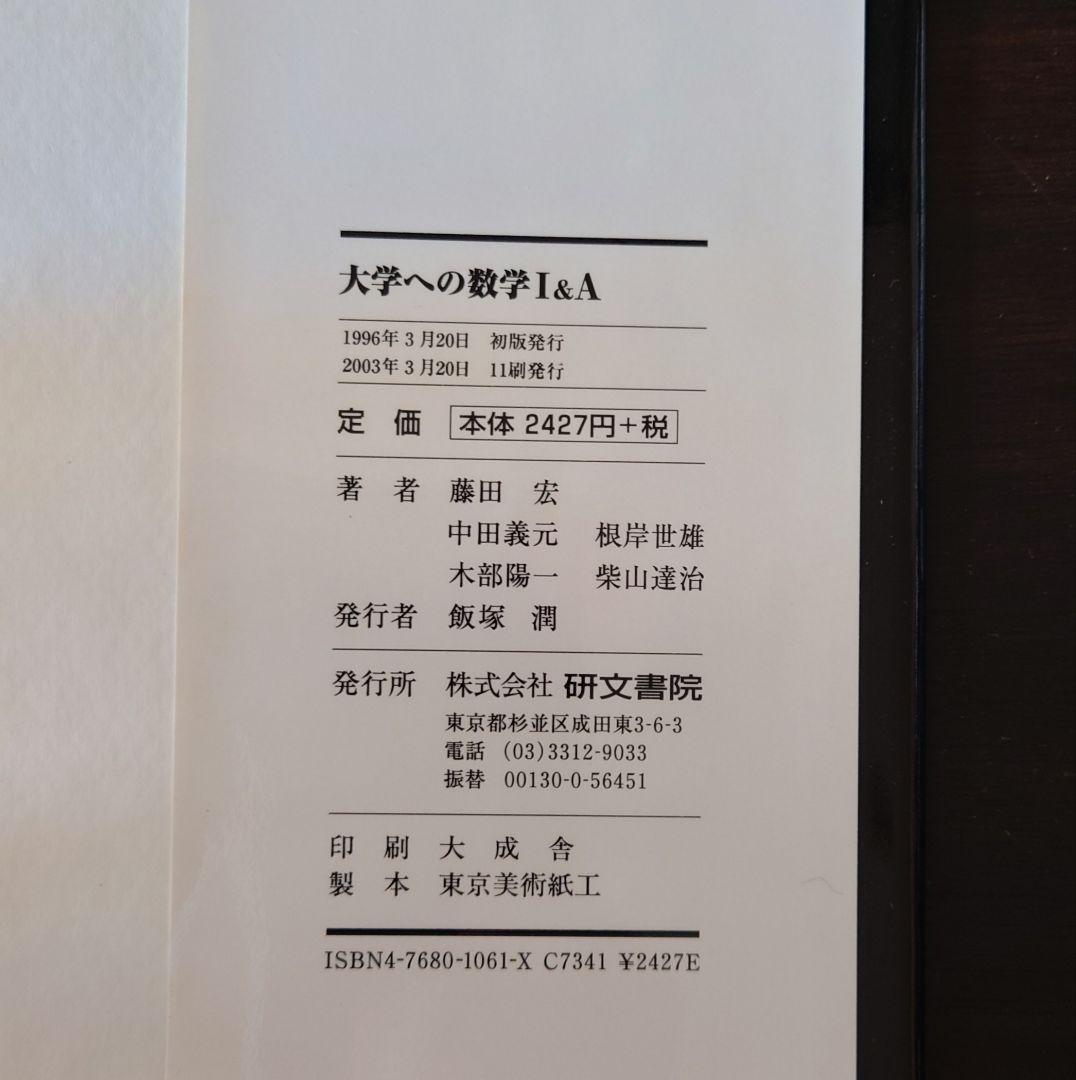 大学への数学I&A
1996年3月20日 初版発行
2003年3月20日 11刷発行
定 価 本体 2427円+税
著 者 藤田 宏
中田義元 根岸世雄
木部陽一 柴山達治
発行者 飯塚 潤
発行所 株式会社 研文書院
東京都杉並区成田東3-6-3
電話 (03)3312-9033
振替 00130-0-56451
印 刷 大 成 舎
製 本 東京美術紙工
ISBN4-7680-1061-X C7341 ¥2427E